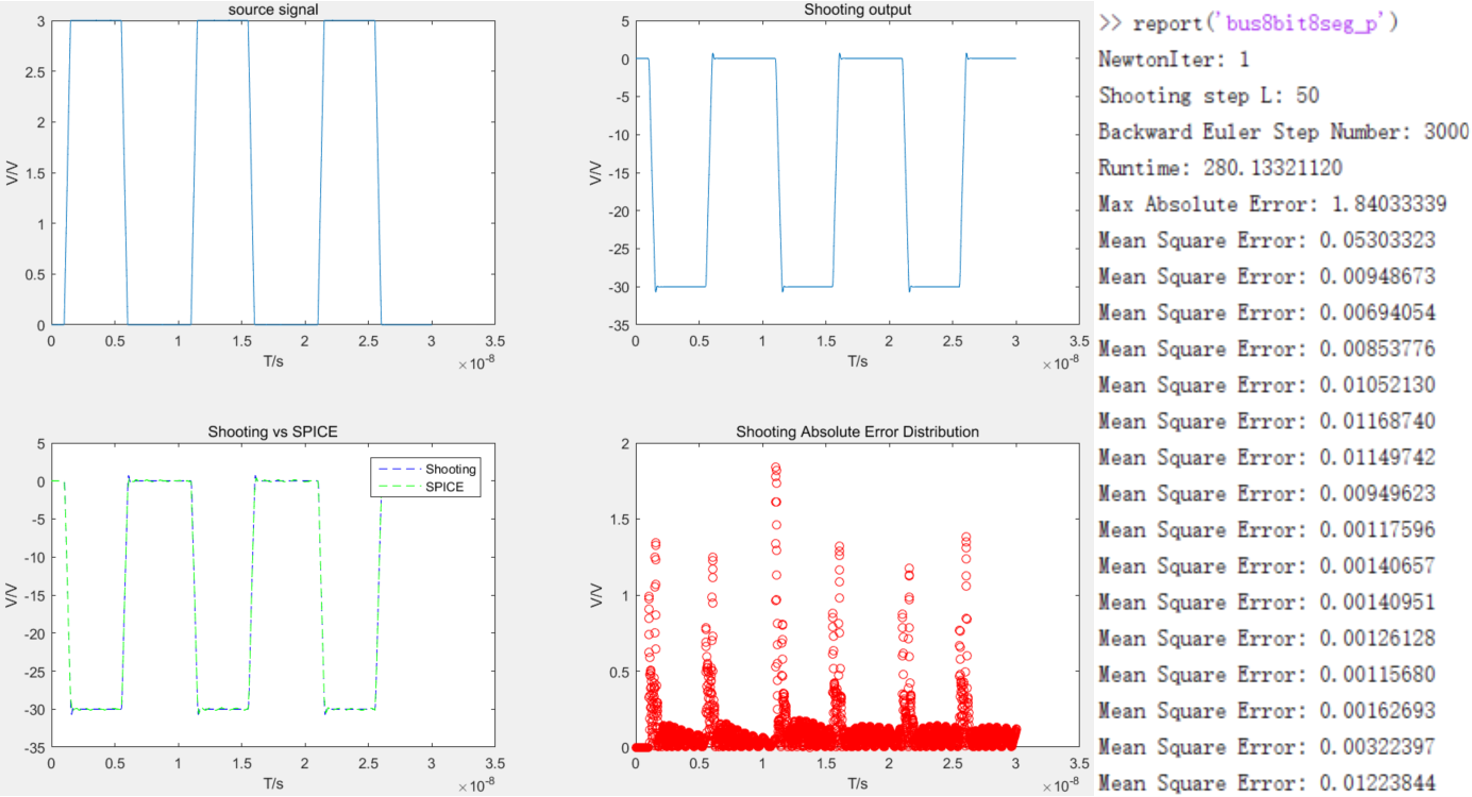 source signal
3
2.5
2
1.5
1
0.5
0
V/V
0 0.5 1 1.5 2 2.5 3 3.5
T/s
×10⁻⁸
Shooting output
5
0
-5
-10
-15
-20
-25
-30
-35
V/V
0 0.5 1 1.5 2 2.5 3 3.5
T/s
×10⁻⁸
Shooting vs SPICE
5
0
-5
-10
-15
-20
-25
-30
-35
V/V
Shooting
SPICE
0 0.5 1 1.5 2 2.5 3 3.5
T/s
×10⁻⁸
Shooting Absolute Error Distribution
2
1.5
1
0.5
0
V/V
0 0.5 1 1.5 2 2.5 3 3.5
T/s
×10⁻⁸
>> report('bus8bit8seg_p')
NewtonIter: 1
Shooting step L: 50
Backward Euler Step Number: 3000
Runtime: 280.13321120
Max Absolute Error: 1.84033339
Mean Square Error: 0.05303323
Mean Square Error: 0.00948673
Mean Square Error: 0.00694054
Mean Square Error: 0.00853776
Mean Square Error: 0.01052130
Mean Square Error: 0.01168740
Mean Square Error: 0.01149742
Mean Square Error: 0.00949623
Mean Square Error: 0.00117596
Mean Square Error: 0.00140657
Mean Square Error: 0.00140951
Mean Square Error: 0.00126128
Mean Square Error: 0.00115680
Mean Square Error: 0.00162693
Mean Square Error: 0.00322397
Mean Square Error: 0.01223844